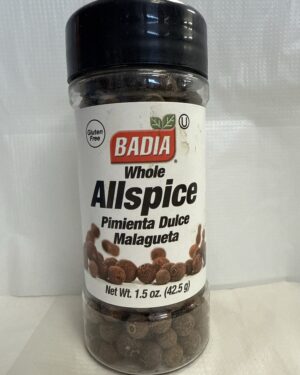 Gluten
Free
U
BADIA
®
Whole
Allspice
Pimienta Dulce
Malagueta
Net Wt. 1.5 oz. (42.5 g)